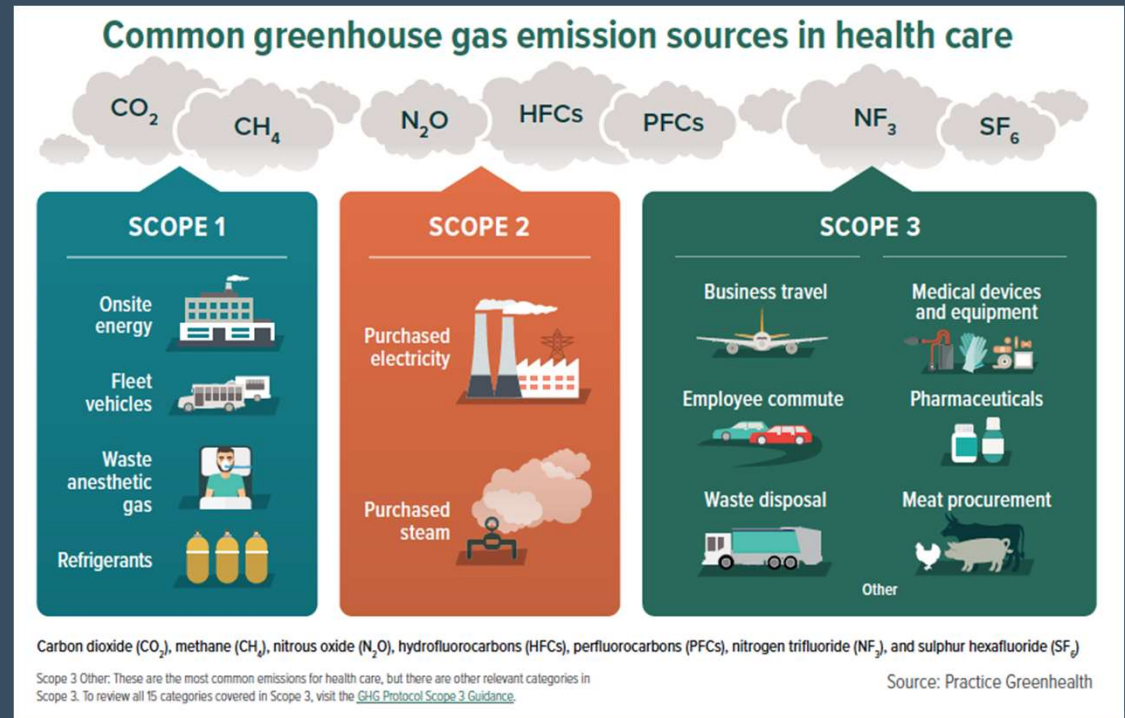 Common greenhouse gas emission sources in health care
CO₂
CH₄
N₂O
HFCs
PFCs
NF₃
SF₆
SCOPE 1
Onsite
energy
Fleet
vehicles
Waste
anesthetic
gas
Refrigerants
SCOPE 2
Purchased
electricity
Purchased
steam
SCOPE 3
Business travel
Employee commute
Waste disposal
Medical devices
and equipment
Pharmaceuticals
Meat procurement
Other
Carbon dioxide (CO₂), methane (CH₄), nitrous oxide (N₂O), hydrofluorocarbons (HFCs), perfluorocarbons (PFCs), nitrogen trifluoride (NF₃), and sulphur hexafluoride (SF₆)
Scope 3 Other: These are the most common emissions for health care, but there are other relevant categories in
Scope 3. To review all 15 categories covered in Scope 3, visit the GHG Protocol Scope 3 Guidance.
Source: Practice Greenhealth